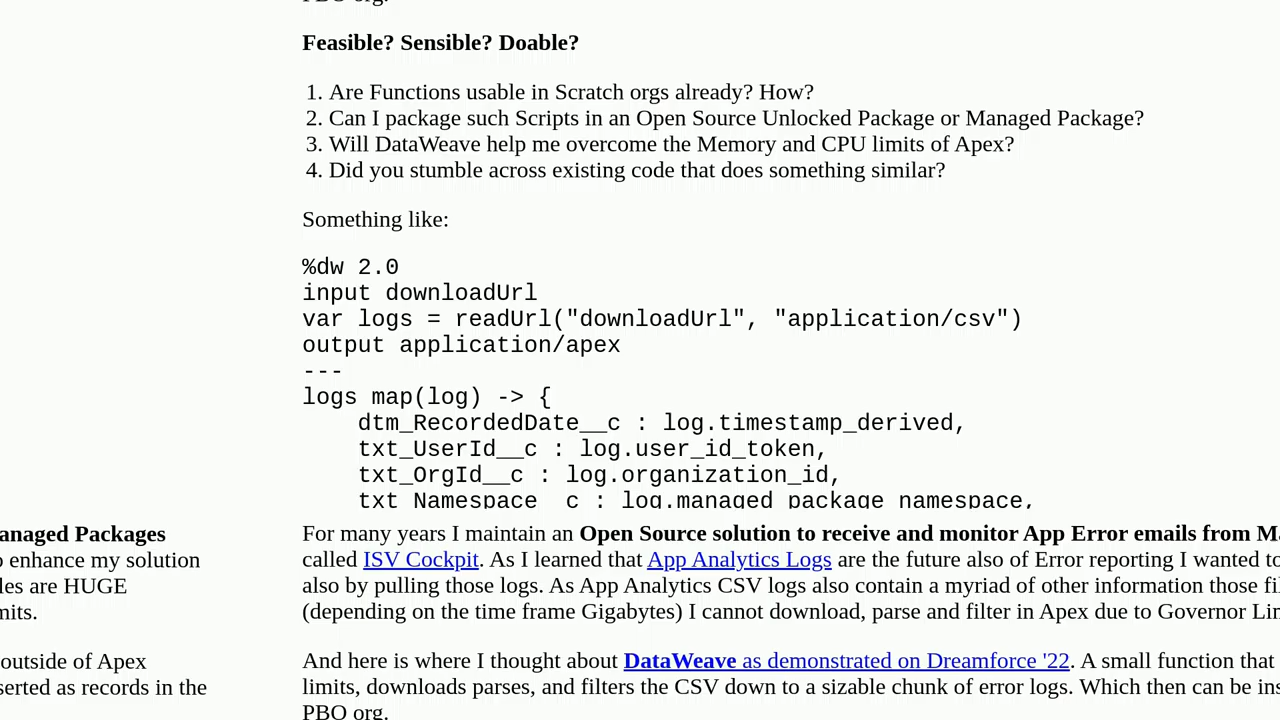 Feasible? Sensible? Doable?
1. Are Functions usable in Scratch orgs already? How?
2. Can I package such Scripts in an Open Source Unlocked Package or Managed Package?
3. Will DataWeave help me overcome the Memory and CPU limits of Apex?
4. Did you stumble across existing code that does something similar?
Something like:
%dw 2.0
input downloadUrl
var logs = readUrl("downloadUrl", "application/csv")
output application/apex
---
logs map(log) -> {
    dtm_RecordedDate__c : log.timestamp_derived,
    txt_UserId__c : log.user_id_token,
    txt_OrgId__c : log.organization_id,
    txt_Namespace__c : log.managed_package_namespace,
anaged Packages
o enhance my solution
les are HUGE
mits.
outside of Apex
serted as records in the
For many years I maintain an Open Source solution to receive and monitor App Error emails from M
called ISV Cockpit. As I learned that App Analytics Logs are the future also of Error reporting I wanted to
also by pulling those logs. As App Analytics CSV logs also contain a myriad of other information those fil
(depending on the time frame Gigabytes) I cannot download, parse and filter in Apex due to Governor Lin
And here is where I thought about DataWeave as demonstrated on Dreamforce '22. A small function that
limits, downloads parses, and filters the CSV down to a sizable chunk of error logs. Which then can be ins
PBO org.